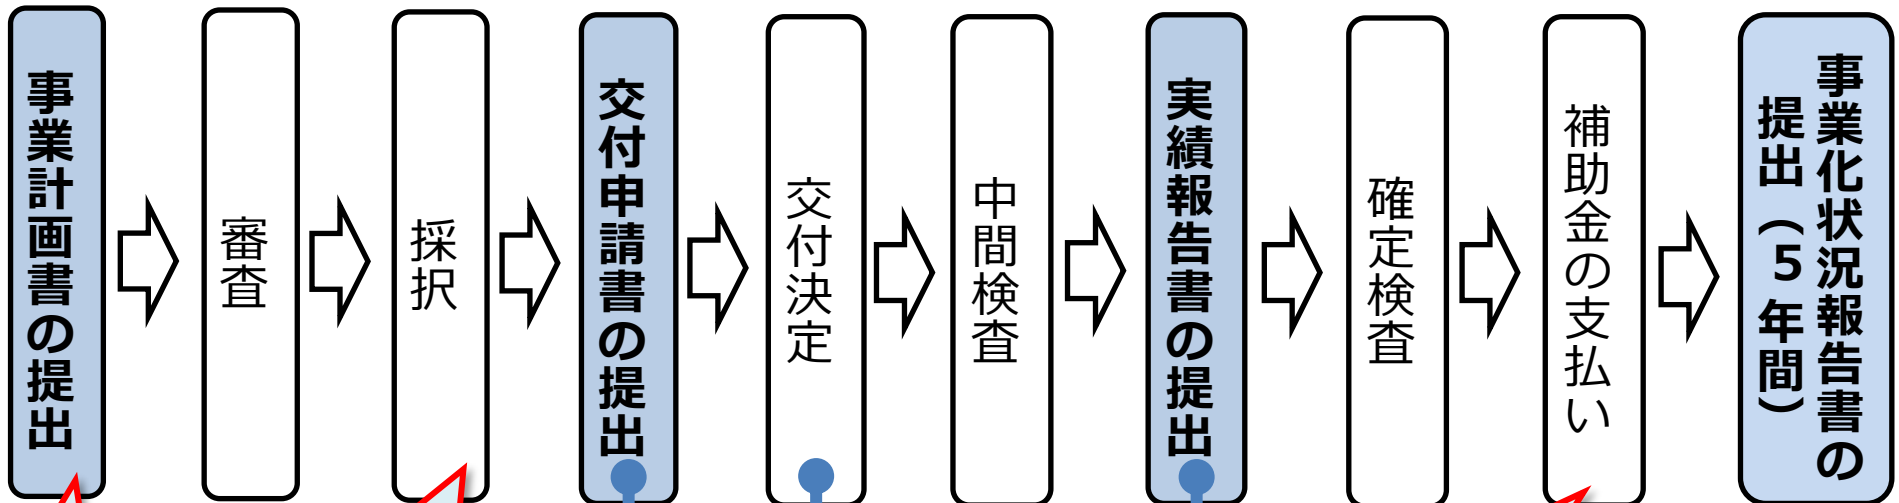 事業計画書の提出
審査
採択
交付申請書の提出
交付決定
中間検査
実績報告書の提出
確定検査
補助金の支払い
事業化状況報告書の
提出（５年間）